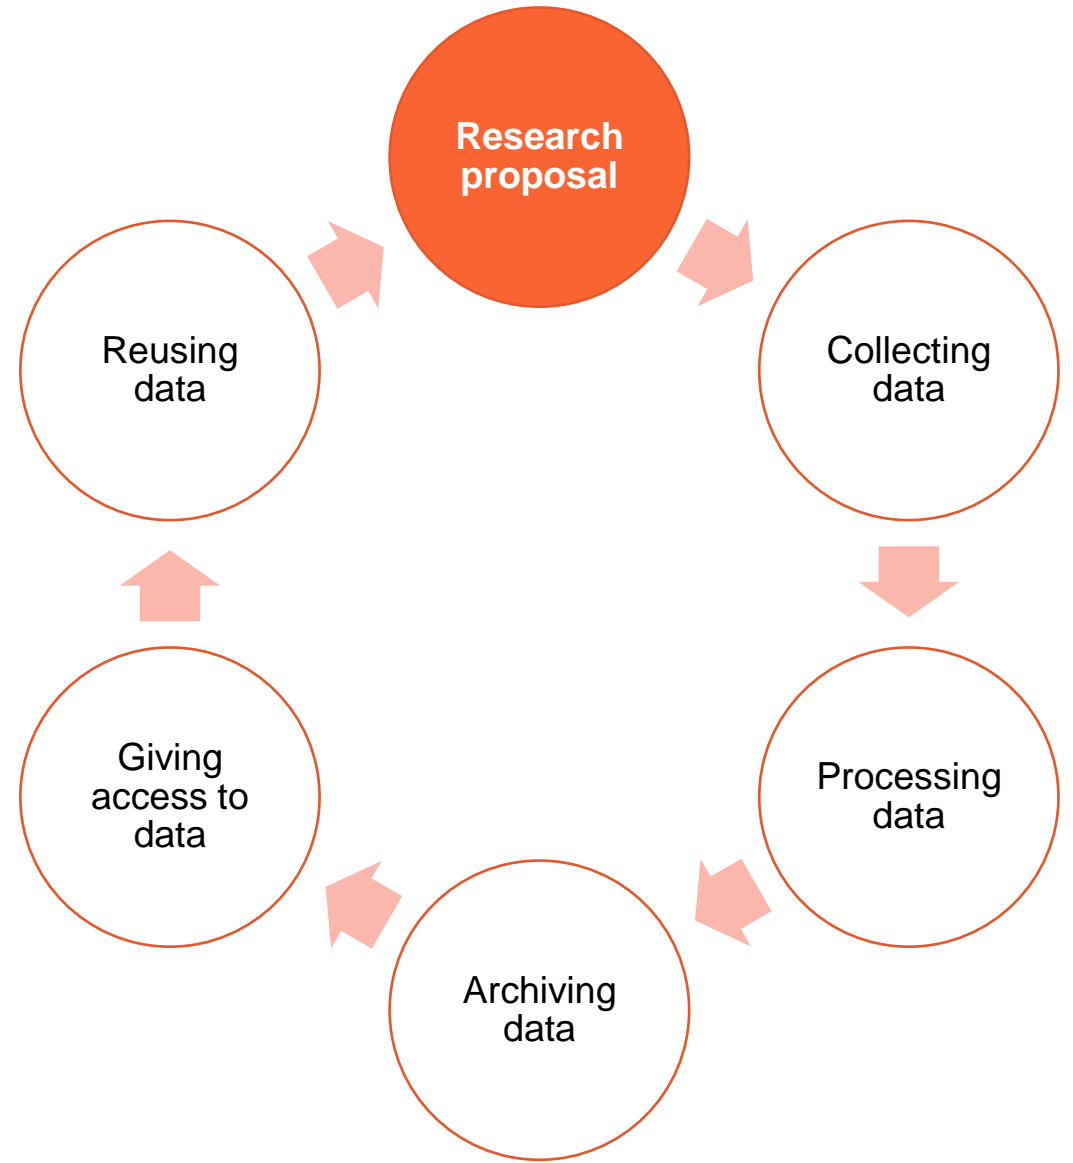 Research
proposal
Collecting
data
Processing
data
Archiving
data
Giving
access to
data
Reusing
data